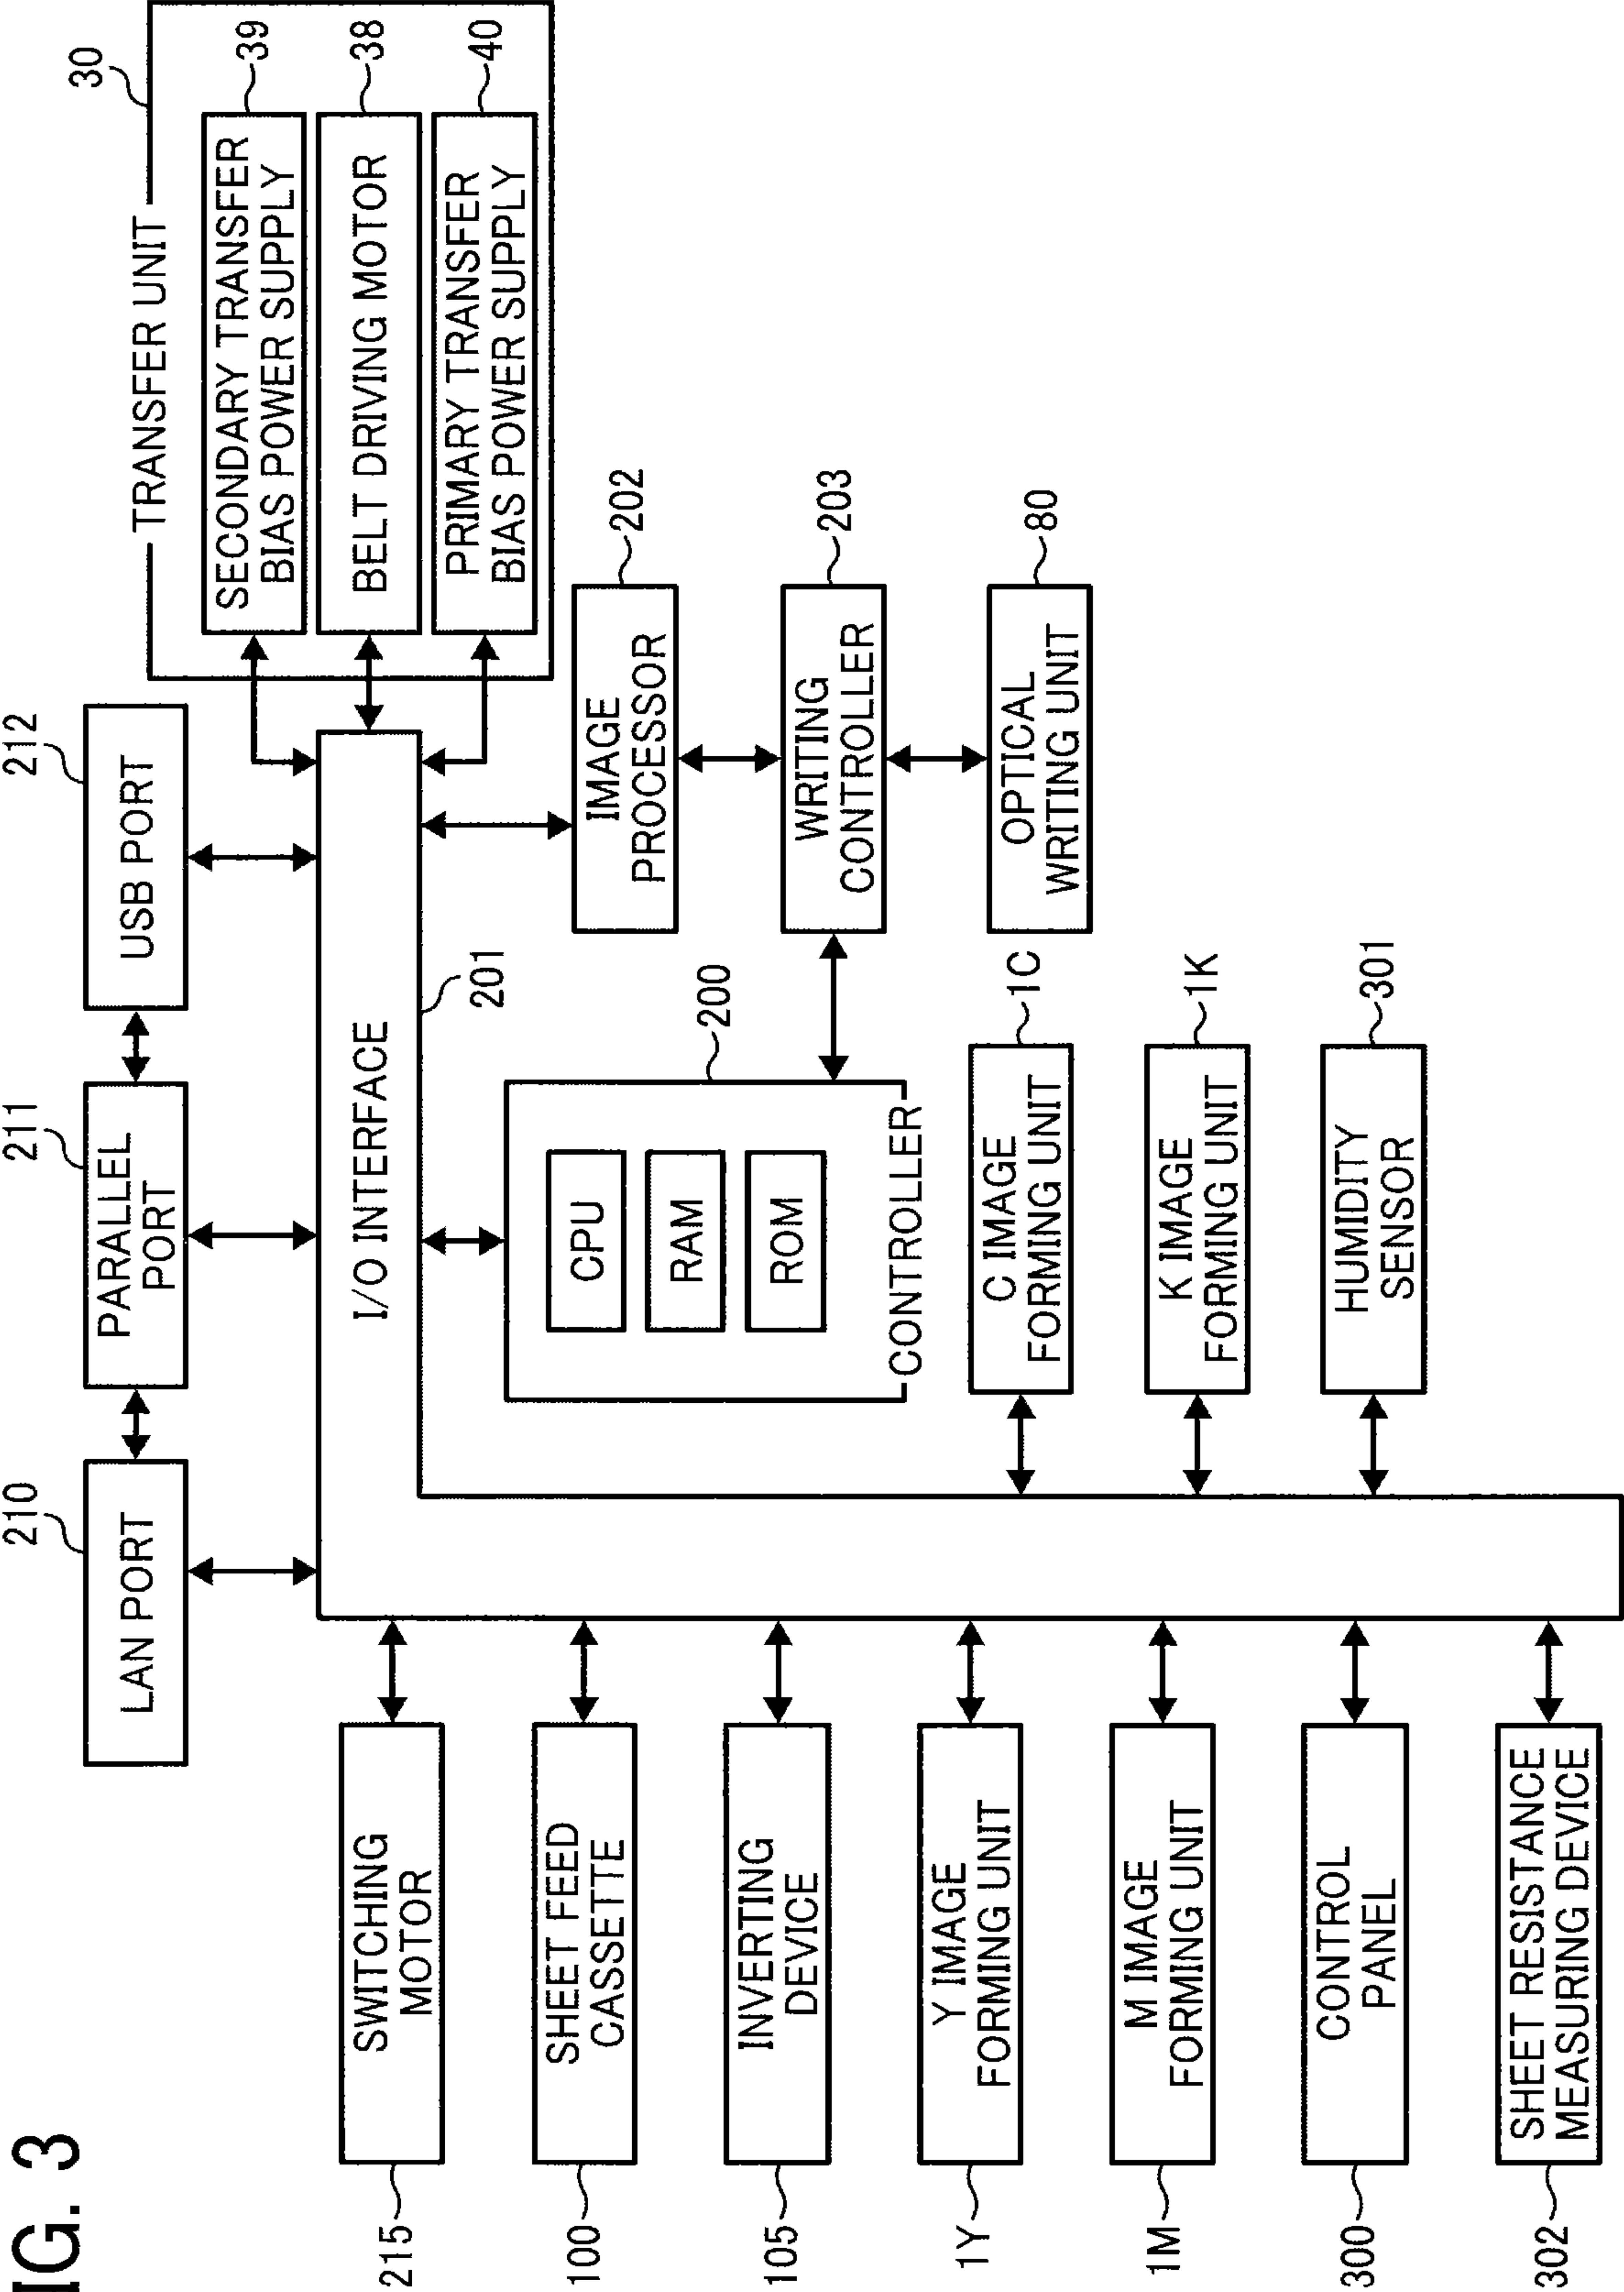 IG. 3
210
LAN PORT
211
PARALLEL
PORT
212
USB PORT
30
TRANSFER UNIT
SECONDARY TRANSFER
BIAS POWER SUPPLY
39
BELT DRIVING MOTOR
38
PRIMARY TRANSFER
BIAS POWER SUPPLY
40
I/O INTERFACE
201
215
SWITCHING
MOTOR
100
SHEET FEED
CASSETTE
105
INVERTING
DEVICE
1Y
Y IMAGE
FORMING UNIT
1M
M IMAGE
FORMING UNIT
300
CONTROL
PANEL
302
SHEET RESISTANCE
MEASURING DEVICE
200
CPU
RAM
ROM
CONTROLLER
IMAGE
PROCESSOR
202
WRITING
CONTROLLER
203
OPTICAL
WRITING UNIT
80
C IMAGE
FORMING UNIT
1C
K IMAGE
FORMING UNIT
1K
HUMIDITY
SENSOR
301